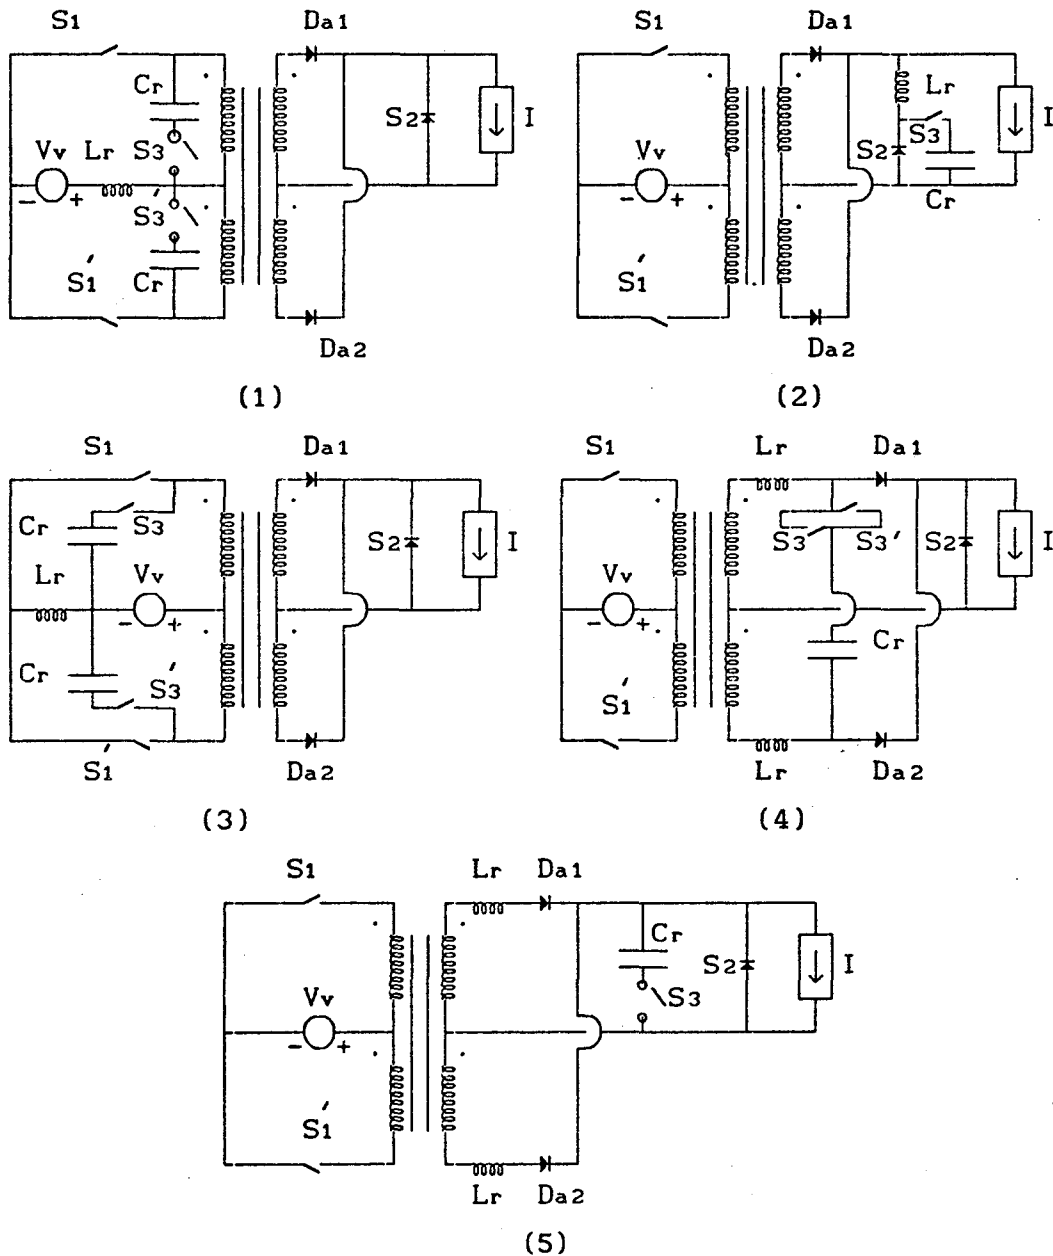 S1 Da1
Cr
Vv Lr S3 S2 I
- + S3'
S1' Cr
Da2
(1)
S1 Da1
Lr
Vv S3
S2 I
- + Cr
S1'
Da2
(2)
S1 Da1
Cr S3
Lr Vv S2 I
- +
Cr S3'
S1' Da2
(3)
S1 Lr Da1
S3 S3' S2 I
Vv
- + Cr
S1'
Lr Da2
(4)
S1 Lr Da1
Cr
Vv S3 S2 I
- +
S1'
Lr Da2
(5)